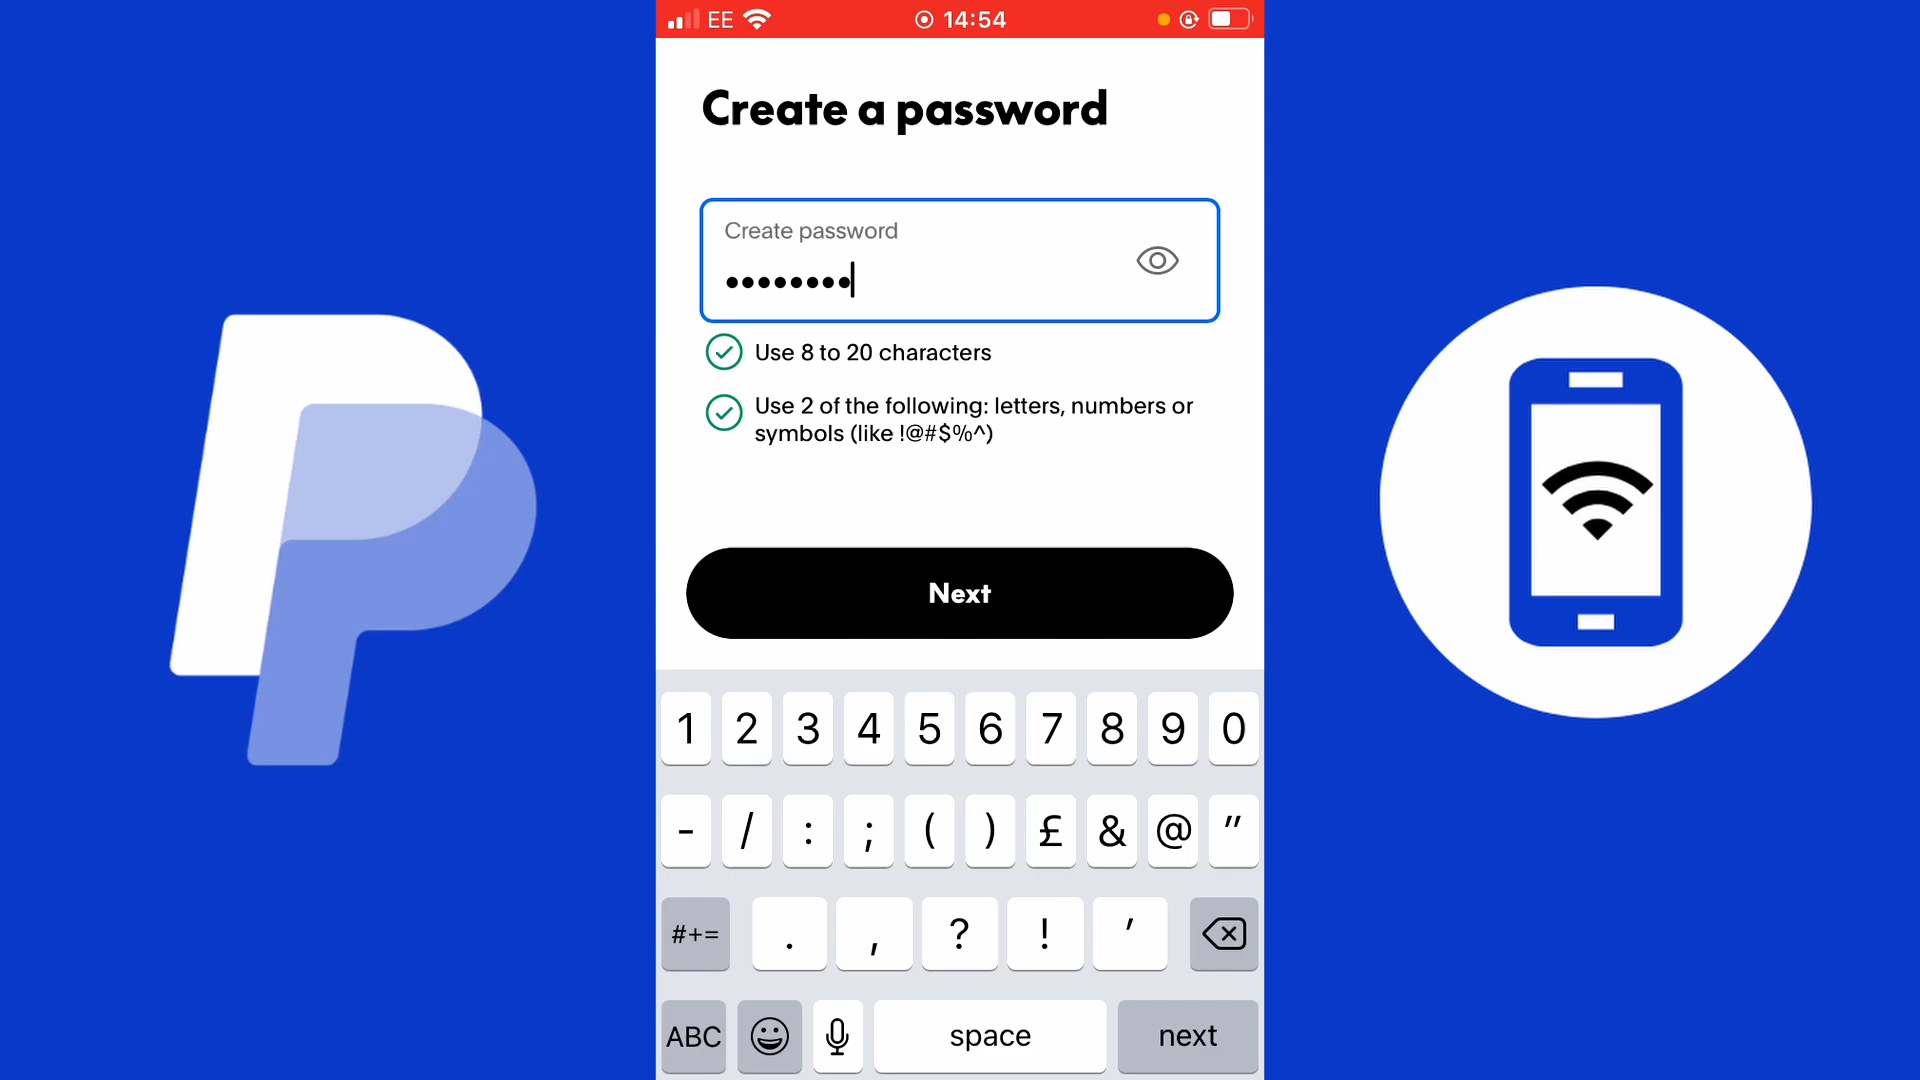 EE 14:54
Create a password
Create password
••••••••
Use 8 to 20 characters
Use 2 of the following: letters, numbers or
symbols (like !@#$%^)
Next
1 2 3 4 5 6 7 8 9 0
- / : ; ( ) £ & @ "
#+= . , ? ! '
ABC space next